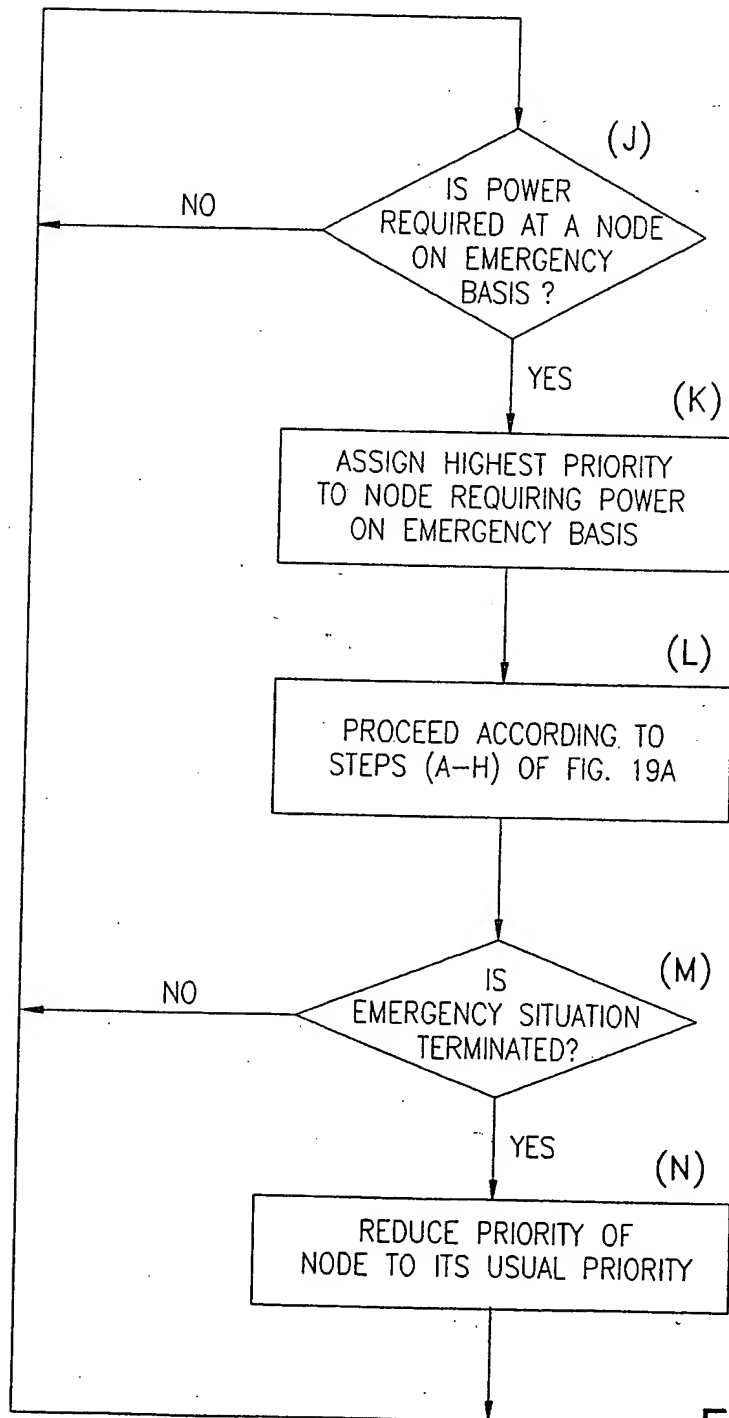 (J)
IS POWER
REQUIRED AT A NODE
ON EMERGENCY
BASIS ?
NO
YES
(K)
ASSIGN HIGHEST PRIORITY
TO NODE REQUIRING POWER
ON EMERGENCY BASIS
(L)
PROCEED ACCORDING TO
STEPS (A-H) OF FIG. 19A
(M)
IS
EMERGENCY SITUATION
TERMINATED?
NO
YES
(N)
REDUCE PRIORITY OF
NODE TO ITS USUAL PRIORITY